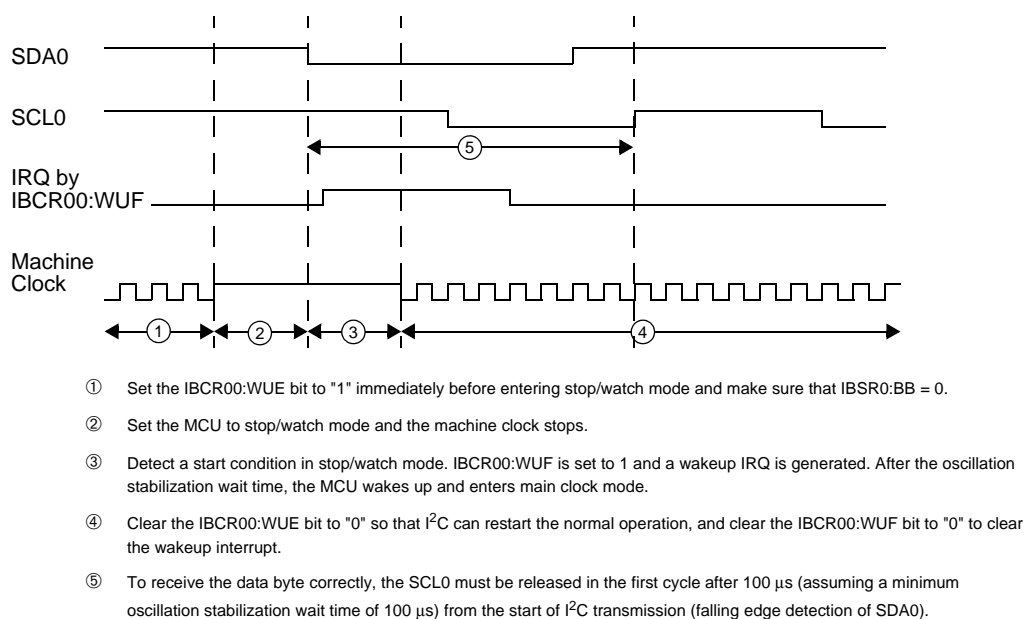 SDA0
SCL0
⑤
IRQ by
IBCR00:WUF
Machine
Clock
① ② ③ ④
① Set the IBCR00:WUE bit to "1" immediately before entering stop/watch mode and make sure that IBSR0:BB = 0.
② Set the MCU to stop/watch mode and the machine clock stops.
③ Detect a start condition in stop/watch mode. IBCR00:WUF is set to 1 and a wakeup IRQ is generated. After the oscillation
stabilization wait time, the MCU wakes up and enters main clock mode.
④ Clear the IBCR00:WUE bit to "0" so that I²C can restart the normal operation, and clear the IBCR00:WUF bit to "0" to clear
the wakeup interrupt.
⑤ To receive the data byte correctly, the SCL0 must be released in the first cycle after 100 μs (assuming a minimum
oscillation stabilization wait time of 100 μs) from the start of I²C transmission (falling edge detection of SDA0).